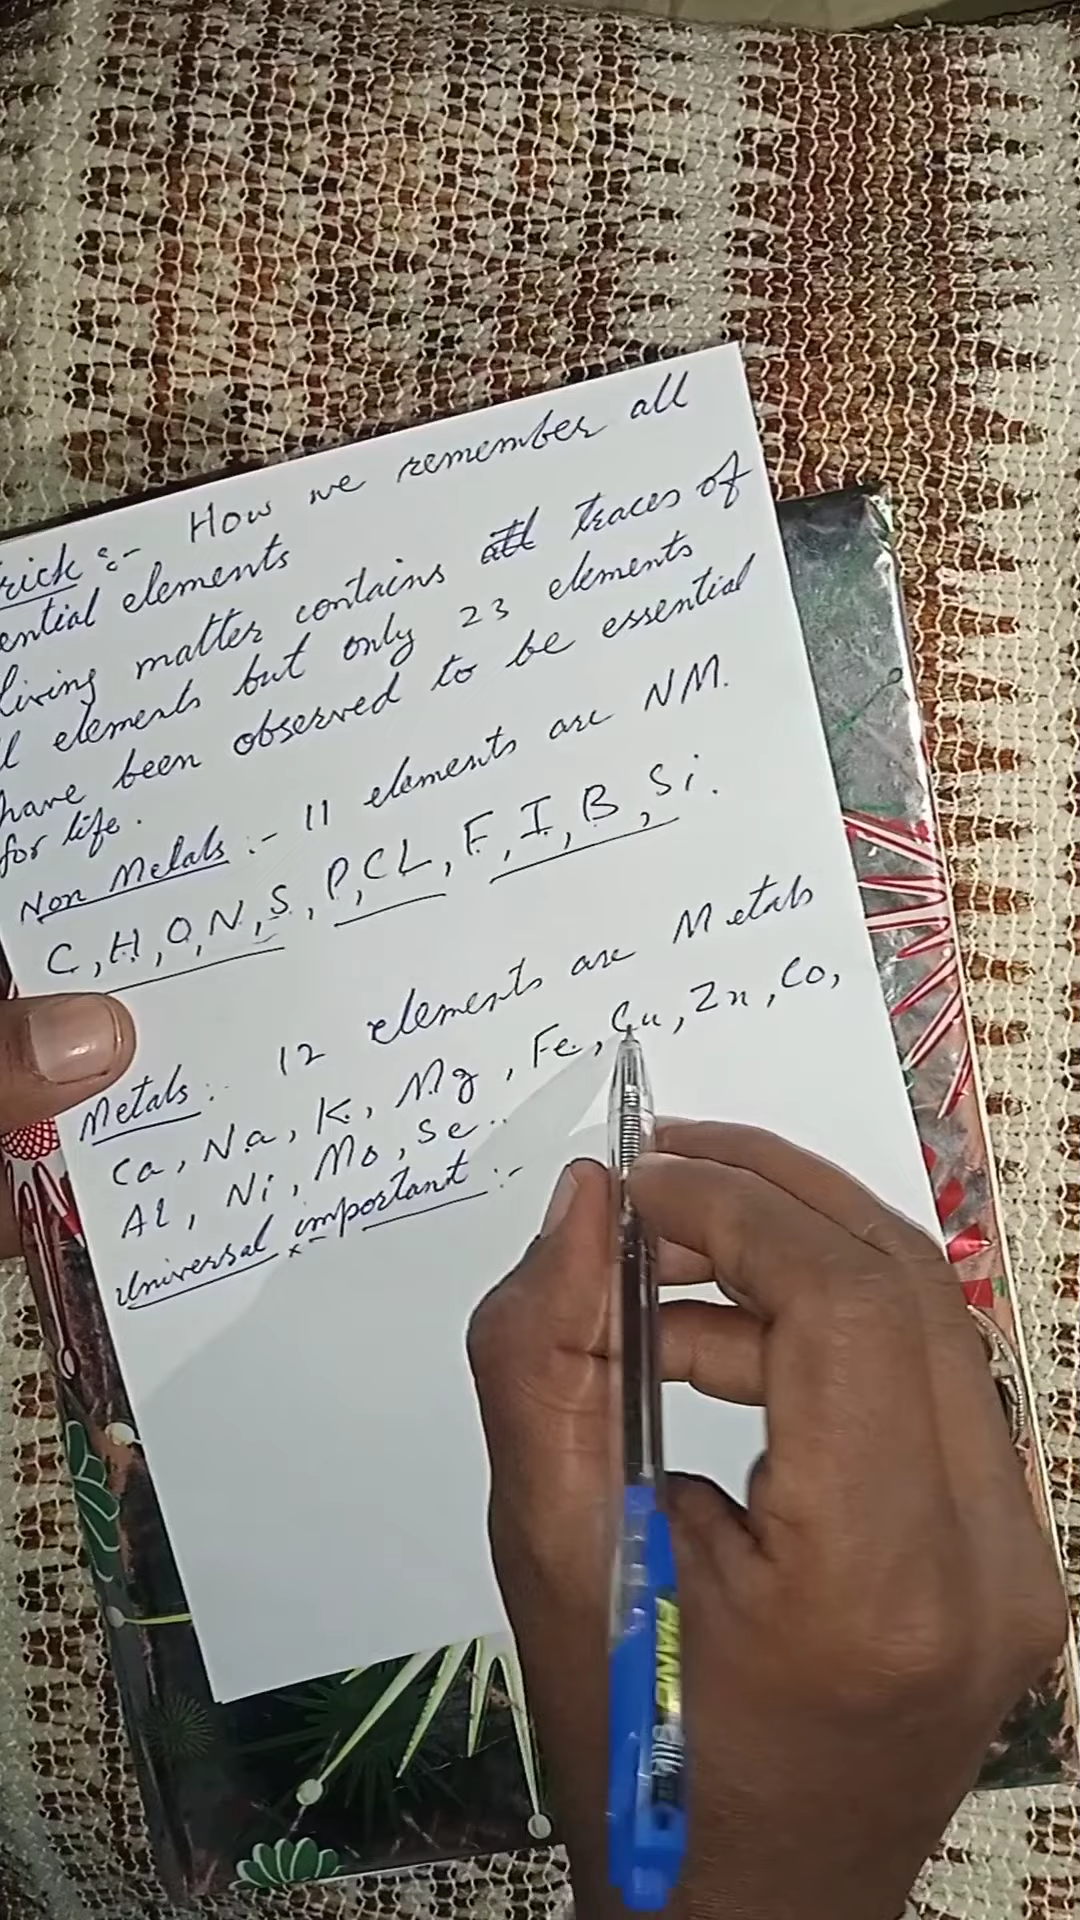 rick :- How we remember all
ential elements
living matter contains all traces of
l elements but only 23 elements
have been observed to be essential
for life.
Non Metals :- 11 elements are NM.
C, H, O, N, S, P, CL, F, I, B, Si.
Metals :- 12 elements are Metals
Ca, Na, K, Mg, Fe, Cu, Zn, Co,
Al, Ni, Mo, Se.
Universal important :-